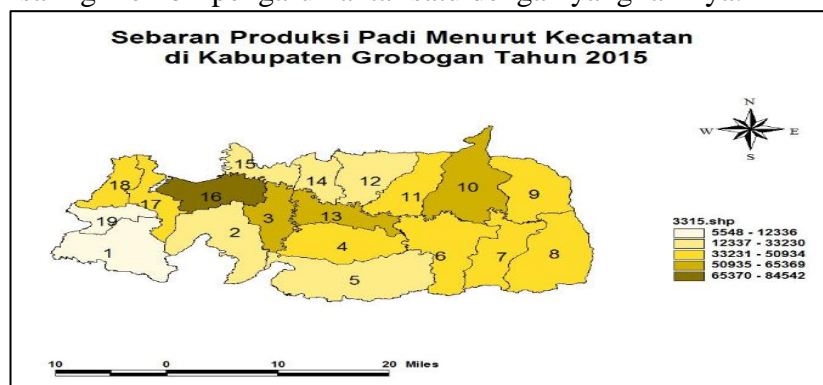 Sebaran Produksi Padi Menurut Kecamatan
di Kabupaten Grobogan Tahun 2015
N
W E
S
15
14
12
18
16
11
10
9
17
19
3
13
2
4
1
6
7
8
5
3315.shp
5548 - 12336
12337 - 33230
33231 - 50934
50935 - 65369
65370 - 84542
10 0 10 20 Miles